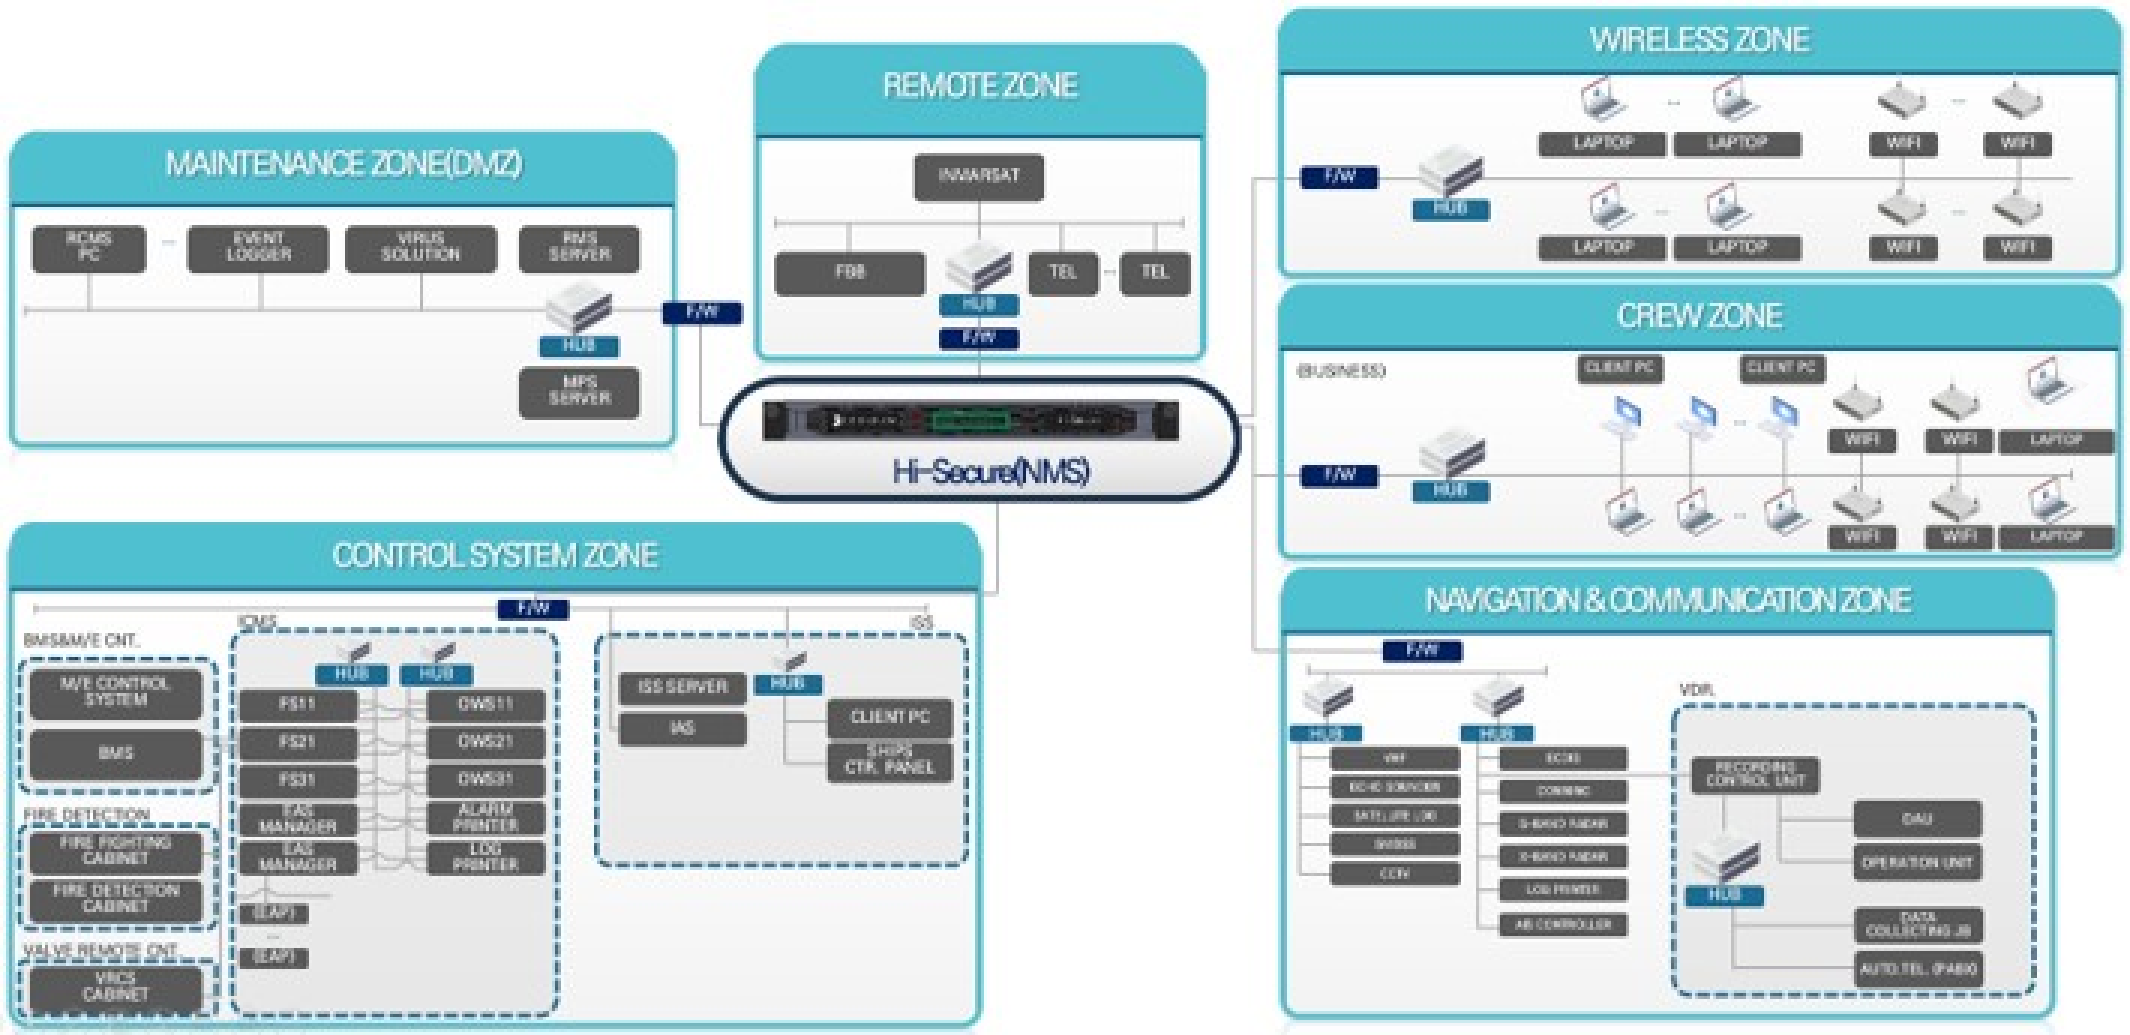 MAINTENANCE ZONE(DMZ)
RCMS
PC
EVENT
LOGGER
VIRUS
SOLUTION
RMS
SERVER
HUB
F/W
MPS
SERVER
REMOTE ZONE
INMARSAT
FBB
HUB
TEL
TEL
F/W
Hi-Secure(NMS)
WIRELESS ZONE
LAPTOP
LAPTOP
WIFI
WIFI
F/W
HUB
LAPTOP
LAPTOP
WIFI
WIFI
CREW ZONE
(BUSINESS)
CLIENT PC
CLIENT PC
WIFI
WIFI
LAPTOP
F/W
HUB
WIFI
WIFI
LAPTOP
CONTROL SYSTEM ZONE
F/W
BMS&M/E CNT.
M/E CONTROL
SYSTEM
BMS
FIRE DETECTION
FIRE FIGHTING
CABINET
FIRE DETECTION
CABINET
VALVE REMOTE CNT.
VRCS
CABINET
ICMS
HUB
HUB
FS11
OWS11
FS21
OWS21
FS31
OWS31
EAS
MANAGER
ALARM
PRINTER
EAS
MANAGER
LOG
PRINTER
(EAP)
(EAP)
ISS
ISS SERVER
HUB
IAS
CLIENT PC
SHIPS
CTR. PANEL
NAVIGATION & COMMUNICATION ZONE
F/W
HUB
VHF
ECHO SOUNDER
SATELLITE LOG
GMDSS
CCTV
HUB
ECDIS
CONNING
S-BAND RADAR
X-BAND RADAR
LOG PRINTER
AIS CONTROLLER
VDR
RECORDING
CONTROL UNIT
DAU
OPERATION UNIT
HUB
DATA
COLLECTING JB
AUTO.TEL. (PABX)